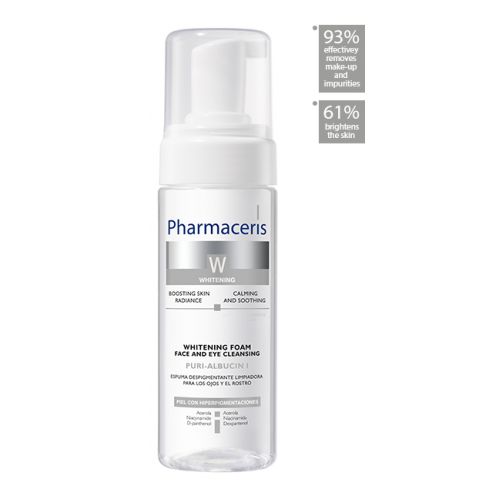 93%
effectivey
removes
make-up
and
impurities
61%
brightens
the skin
Pharmaceris
W
WHITENING
BOOSTING SKIN
RADIANCE
CALMING
AND SOOTHING
WHITENING FOAM
FACE AND EYE CLEANSING
PURI-ALBUCIN I
ESPUMA DESPIGMENTANTE LIMPIADORA
PARA LOS OJOS Y EL ROSTRO
PIEL CON HIPERPIGMENTACIONES
Acerola
Niacinamide
D-panthenol
Acerola
Niacinamida
Dexpantenol